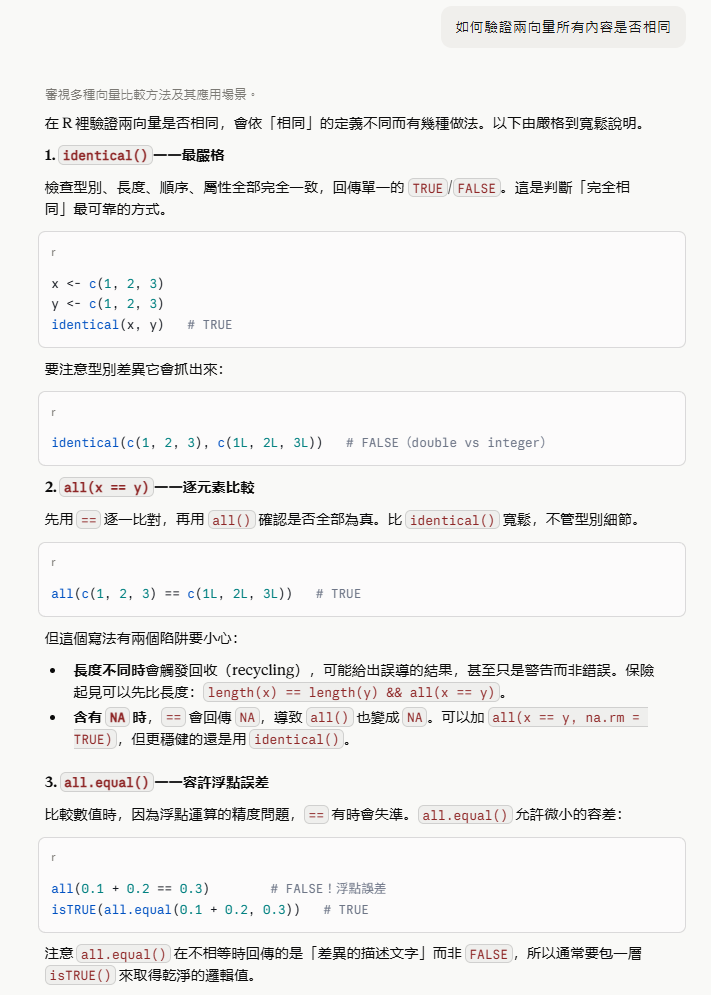 如何驗證兩向量所有內容是否相同
審視多種向量比較方法及其應用場景。
在 R 裡驗證兩向量是否相同，會依「相同」的定義不同而有幾種做法。以下由嚴格到寬鬆說明。
1. identical()——最嚴格
檢查型別、長度、順序、屬性全部完全一致，回傳單一的 TRUE/FALSE。這是判斷「完全相
同」最可靠的方式。
r
x <- c(1, 2, 3)
y <- c(1, 2, 3)
identical(x, y)   # TRUE
要注意型別差異它會抓出來：
r
identical(c(1, 2, 3), c(1L, 2L, 3L))   # FALSE（double vs integer）
2. all(x == y)——逐元素比較
先用 == 逐一比對，再用 all() 確認是否全部為真。比 identical() 寬鬆，不管型別細節。
r
all(c(1, 2, 3) == c(1L, 2L, 3L))   # TRUE
但這個寫法有兩個陷阱要小心：
• 長度不同時會觸發回收（recycling），可能給出誤導的結果，甚至只是警告而非錯誤。保險
起見可以先比長度：length(x) == length(y) && all(x == y)。
• 含有 NA 時，== 會回傳 NA，導致 all() 也變成 NA。可以加 all(x == y, na.rm =
TRUE)，但更穩健的還是用 identical()。
3. all.equal()——容許浮點誤差
比較數值時，因為浮點運算的精度問題，== 有時會失準。all.equal() 允許微小的容差：
r
all(0.1 + 0.2 == 0.3)        # FALSE！浮點誤差
isTRUE(all.equal(0.1 + 0.2, 0.3))   # TRUE
注意 all.equal() 在不相等時回傳的是「差異的描述文字」而非 FALSE，所以通常要包一層
isTRUE() 來取得乾淨的邏輯值。